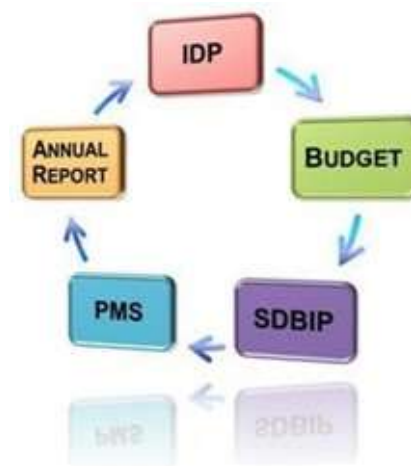 IDP
BUDGET
SDBIP
PMS
ANNUAL
REPORT